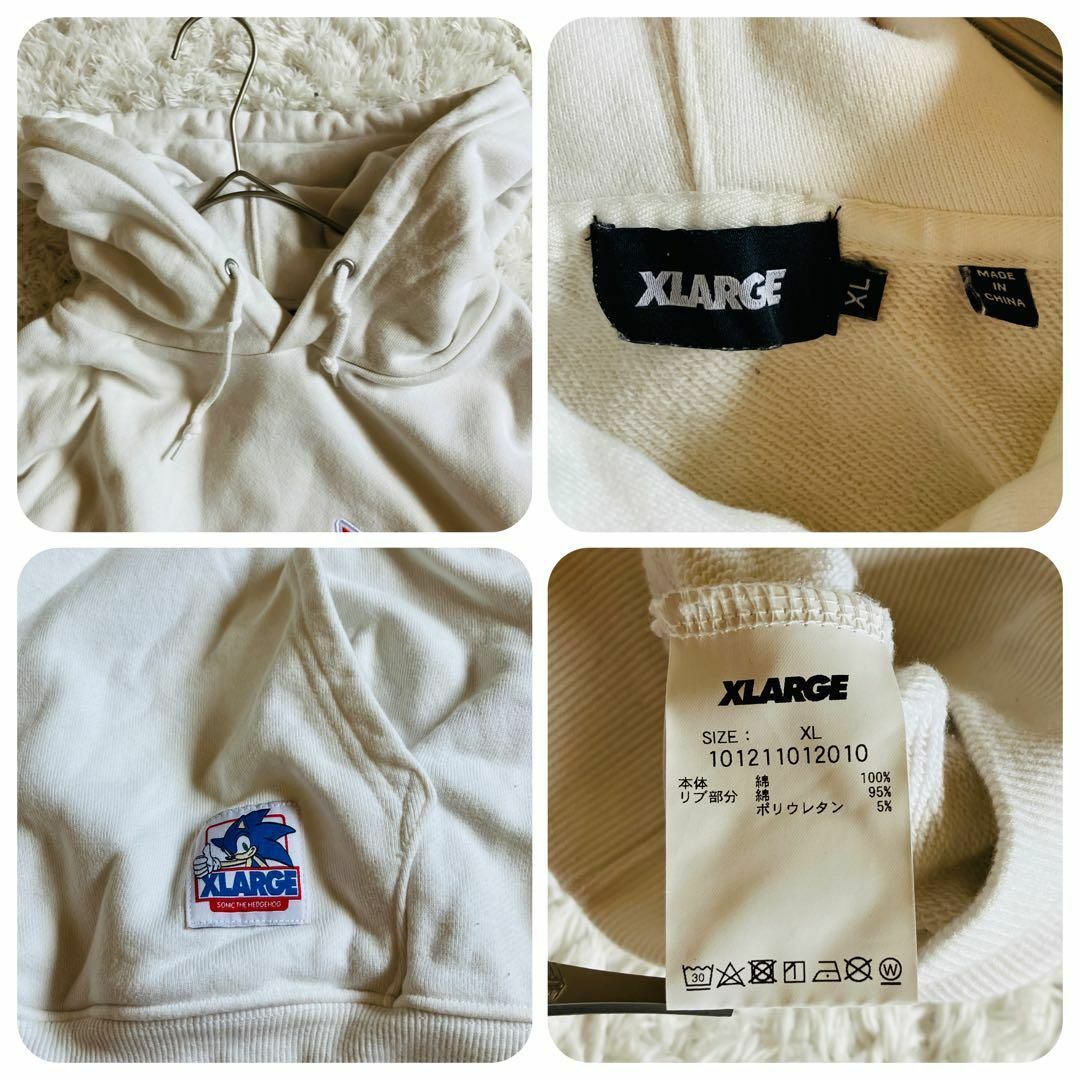 XLARGE
XL
MADE
IN
CHINA
XLARGE
SONIC THE HEDGEHOG
XLARGE
SIZE : XL
101211012010
本体 綿 100%
リブ部分 綿 95%
ポリウレタン 5%
30
W